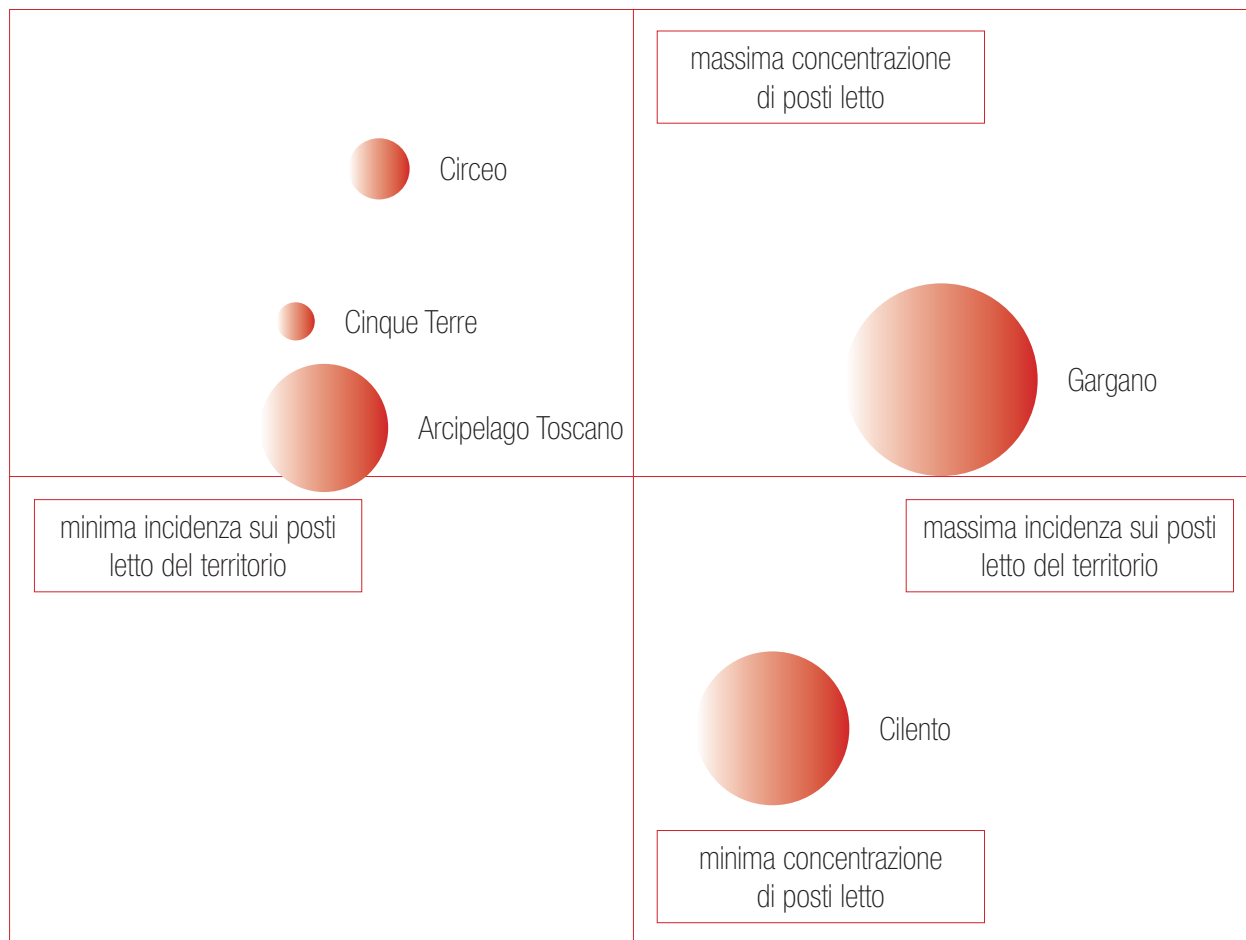 massima concentrazione
di posti letto
Circeo
Cinque Terre
Gargano
Arcipelago Toscano
minima incidenza sui posti
letto del territorio
massima incidenza sui posti
letto del territorio
Cilento
minima concentrazione
di posti letto